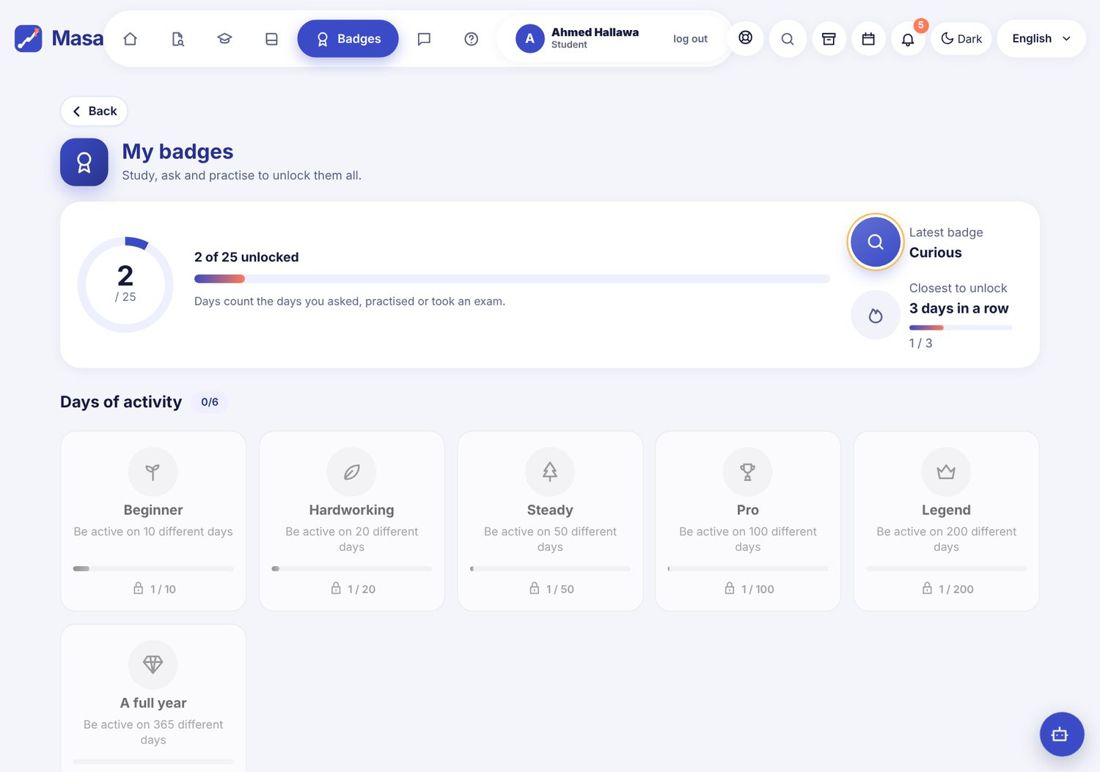 Masa
Badges
A
Ahmed Hallawa
Student
log out
5
Dark
English
Back
My badges
Study, ask and practise to unlock them all.
2
/ 25
2 of 25 unlocked
Days count the days you asked, practised or took an exam.
Latest badge
Curious
Closest to unlock
3 days in a row
1 / 3
Days of activity
0/6
Beginner
Be active on 10 different days
1 / 10
Hardworking
Be active on 20 different
days
1 / 20
Steady
Be active on 50 different
days
1 / 50
Pro
Be active on 100 different
days
1 / 100
Legend
Be active on 200 different
days
1 / 200
A full year
Be active on 365 different
days